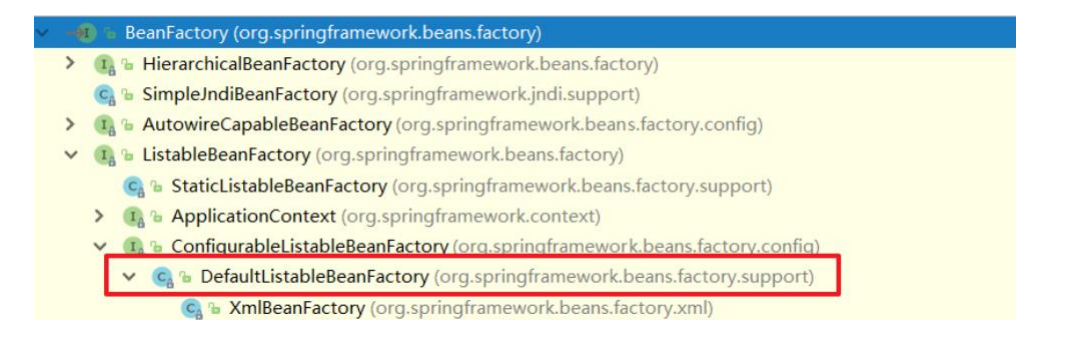 BeanFactory (org.springframework.beans.factory)
HierarchicalBeanFactory (org.springframework.beans.factory)
SimpleJndiBeanFactory (org.springframework.jndi.support)
AutowireCapableBeanFactory (org.springframework.beans.factory.config)
ListableBeanFactory (org.springframework.beans.factory)
StaticListableBeanFactory (org.springframework.beans.factory.support)
ApplicationContext (org.springframework.context)
ConfigurableListableBeanFactory (org.springframework.beans.factory.config)
DefaultListableBeanFactory (org.springframework.beans.factory.support)
XmlBeanFactory (org.springframework.beans.factory.xml)